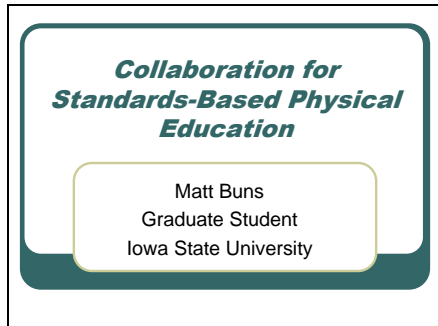 Collaboration for
Standards-Based Physical
Education
Matt Buns
Graduate Student
Iowa State University